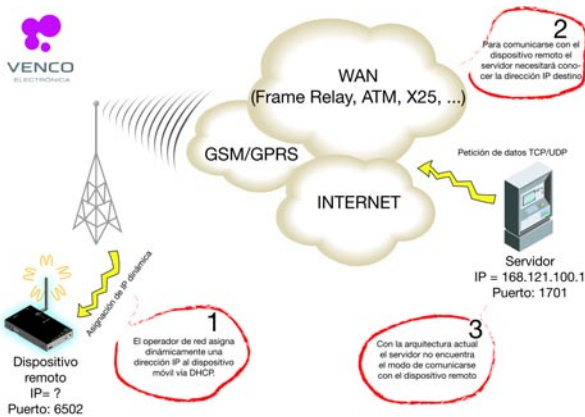 VENCO
ELECTRÓNICA
WAN
(Frame Relay, ATM, X25, ...)
GSM/GPRS
INTERNET
2
Para comunicarse con el
dispositivo remoto el
servidor necesitará cono-
cer la dirección IP destino
Petición de datos TCP/UDP
Servidor
IP = 168.121.100.1
Puerto: 1701
Asignación de IP dinámica
Dispositivo
remoto
IP= ?
Puerto: 6502
1
El operador de red asigna
dinámicamente una
dirección IP al dispositivo
móvil vía DHCP.
3
Con la arquitectura actual
el servidor no encuentra
el modo de comunicarse
con el dispositivo remoto